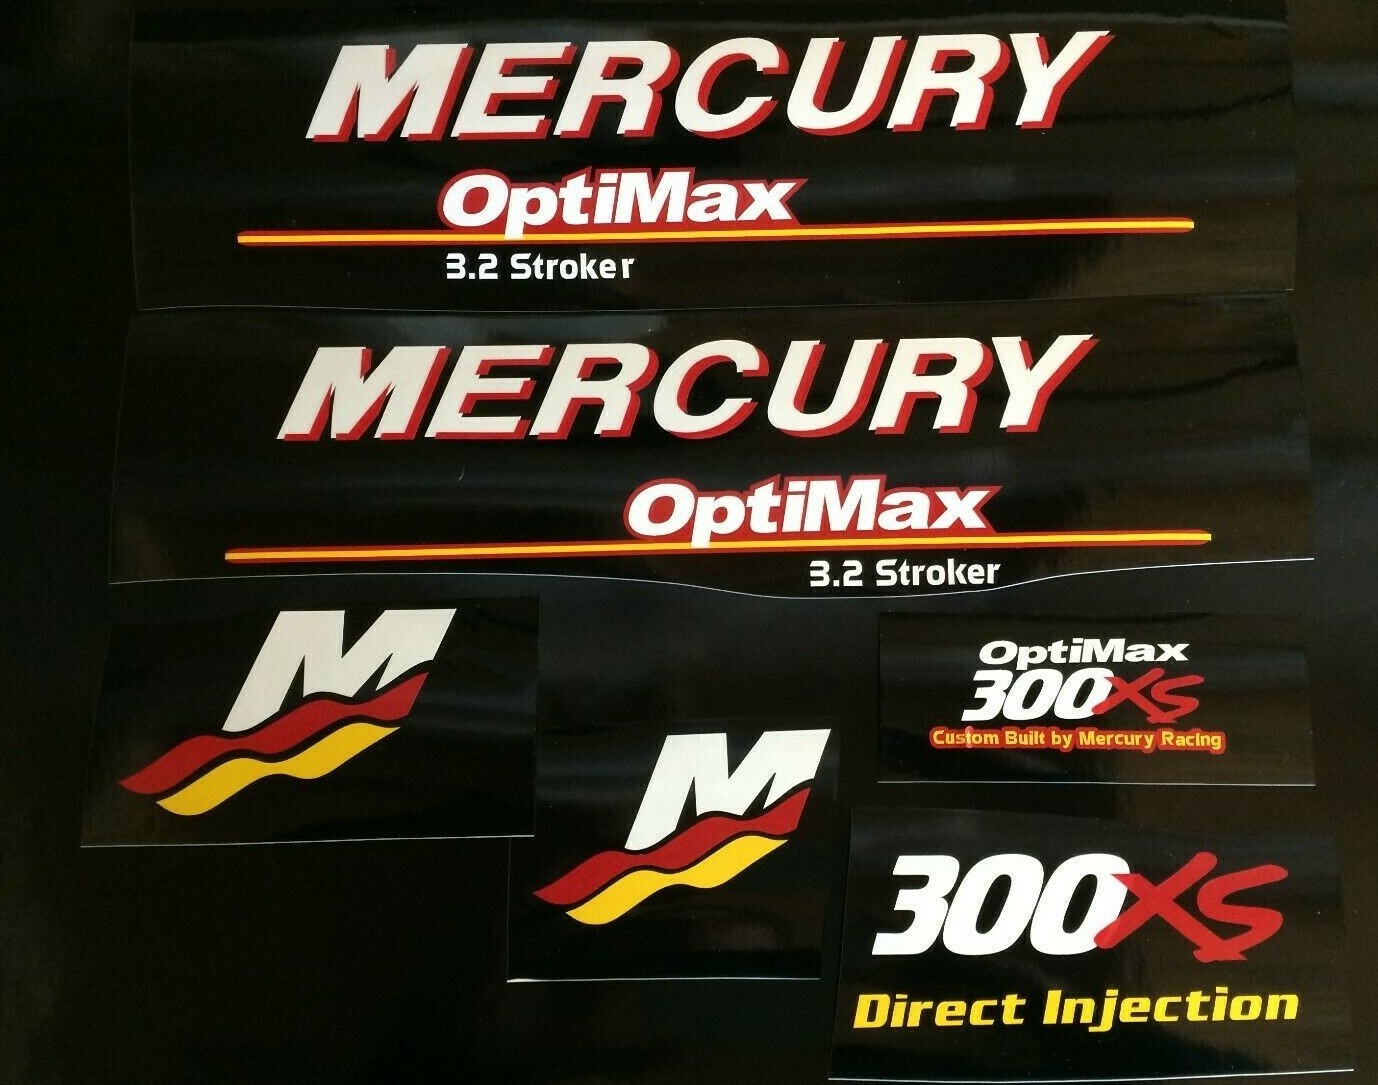 MERCURY
OptiMax
3.2 Stroker
MERCURY
OptiMax
3.2 Stroker
M
M
OptiMax
300XS
Custom Built by Mercury Racing
300XS
Direct Injection